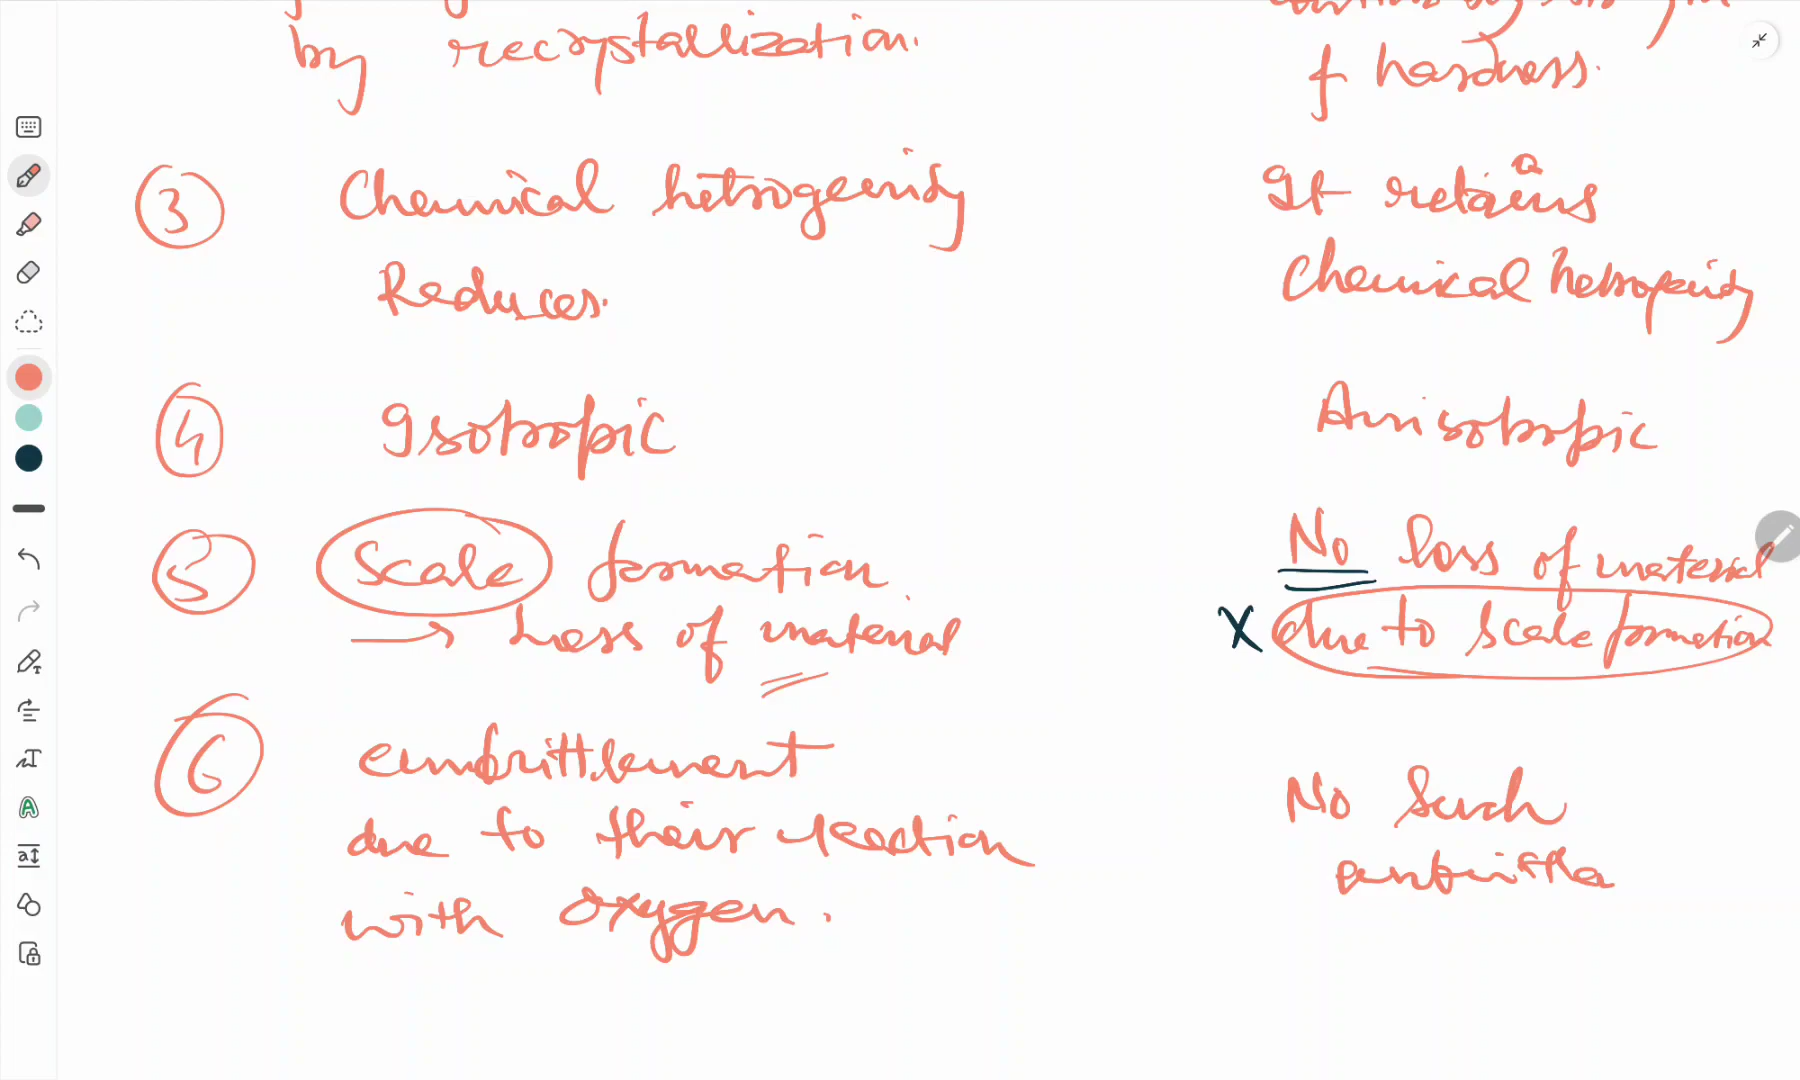 by recrystallization.
& hardness.
③ Chemical hetrogeneity
Reduces.
It retains
Chemical hetrogeneity
④ Isotropic
Anisotropic
⑤ Scale formation
→ Loss of material
No loss of material
X due to scale formation
⑥ embrittlement
due to their reaction
with oxygen.
No such